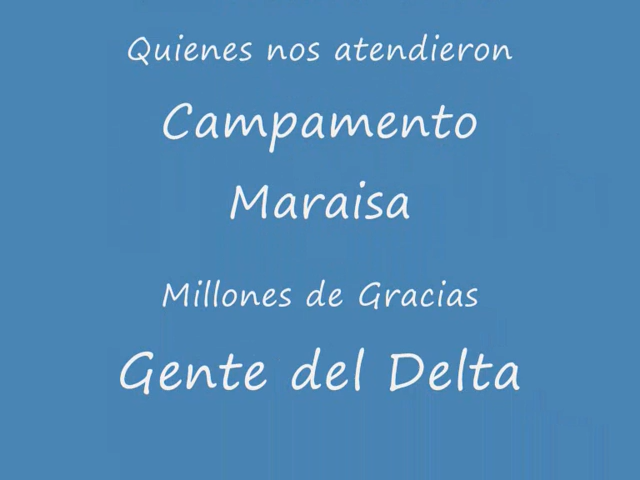 Quienes nos atendieron
Campamento
Maraisa
Millones de Gracias
Gente del Delta